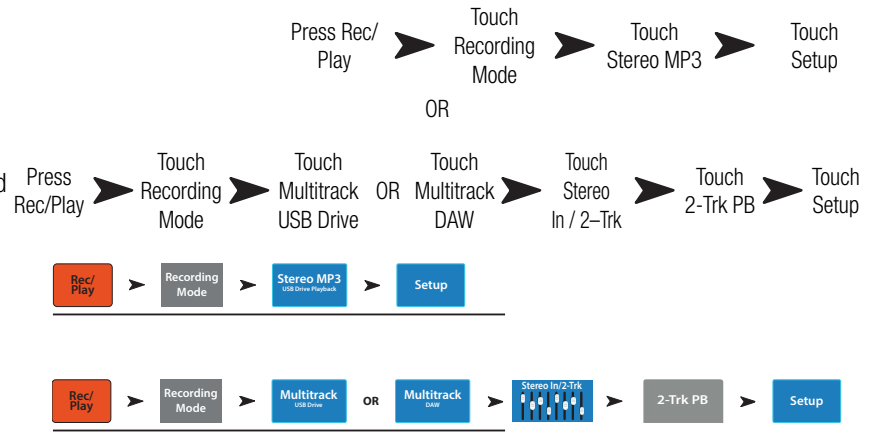 Press Rec/
Play
Touch
Recording
Mode
Touch
Stereo MP3
Touch
Setup
OR
d
Press
Rec/Play
Touch
Recording
Mode
Touch
Multitrack
USB Drive
OR
Touch
Multitrack
DAW
Touch
Stereo
In / 2–Trk
Touch
2-Trk PB
Touch
Setup
Rec/
Play
Recording
Mode
Stereo MP3
USB Drive Playback
Setup
Rec/
Play
Recording
Mode
Multitrack
USB Drive
OR
Multitrack
DAW
Stereo In/2-Trk
2-Trk PB
Setup